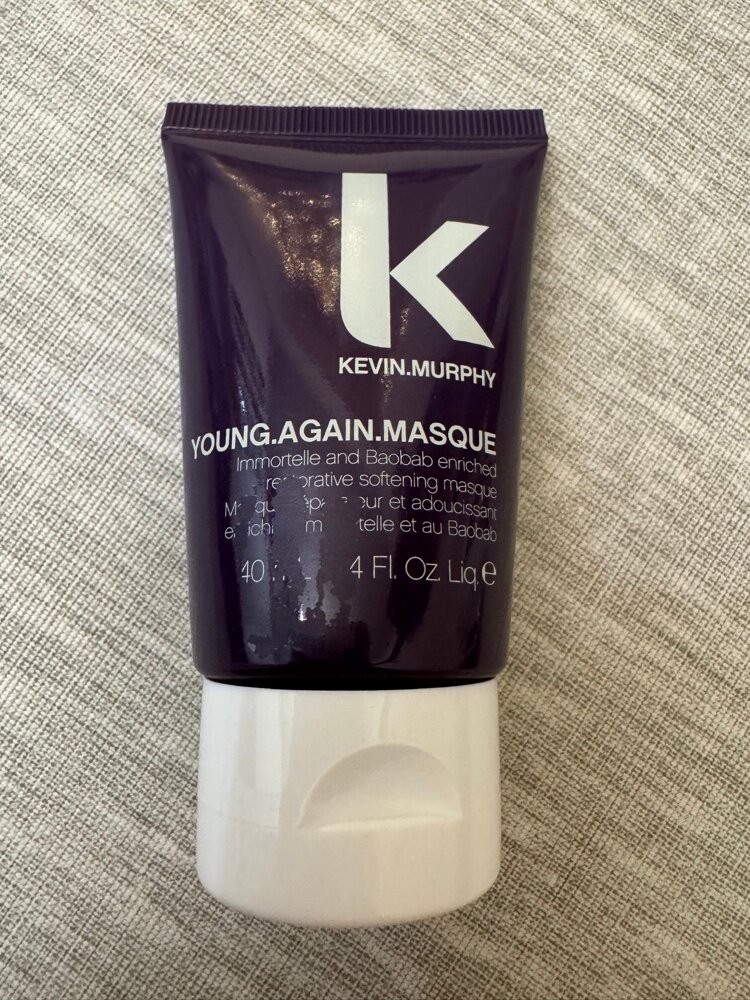 K
KEVIN.MURPHY
YOUNG.AGAIN.MASQUE
Immortelle and Baobab enriched
softening masque
et adoucissant
et au Baobab
40 4 Fl. Oz. Liq. e